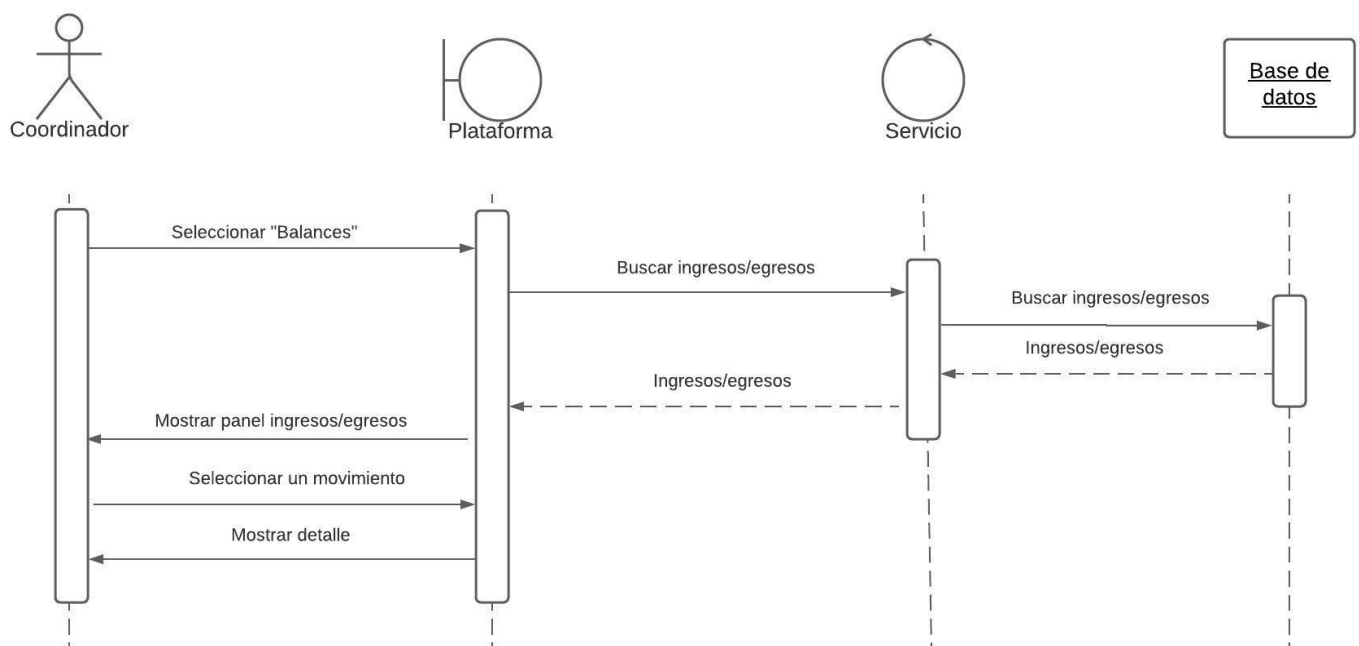 Coordinador
Plataforma
Servicio
Base de
datos
Seleccionar "Balances"
Buscar ingresos/egresos
Buscar ingresos/egresos
Ingresos/egresos
Ingresos/egresos
Mostrar panel ingresos/egresos
Seleccionar un movimiento
Mostrar detalle